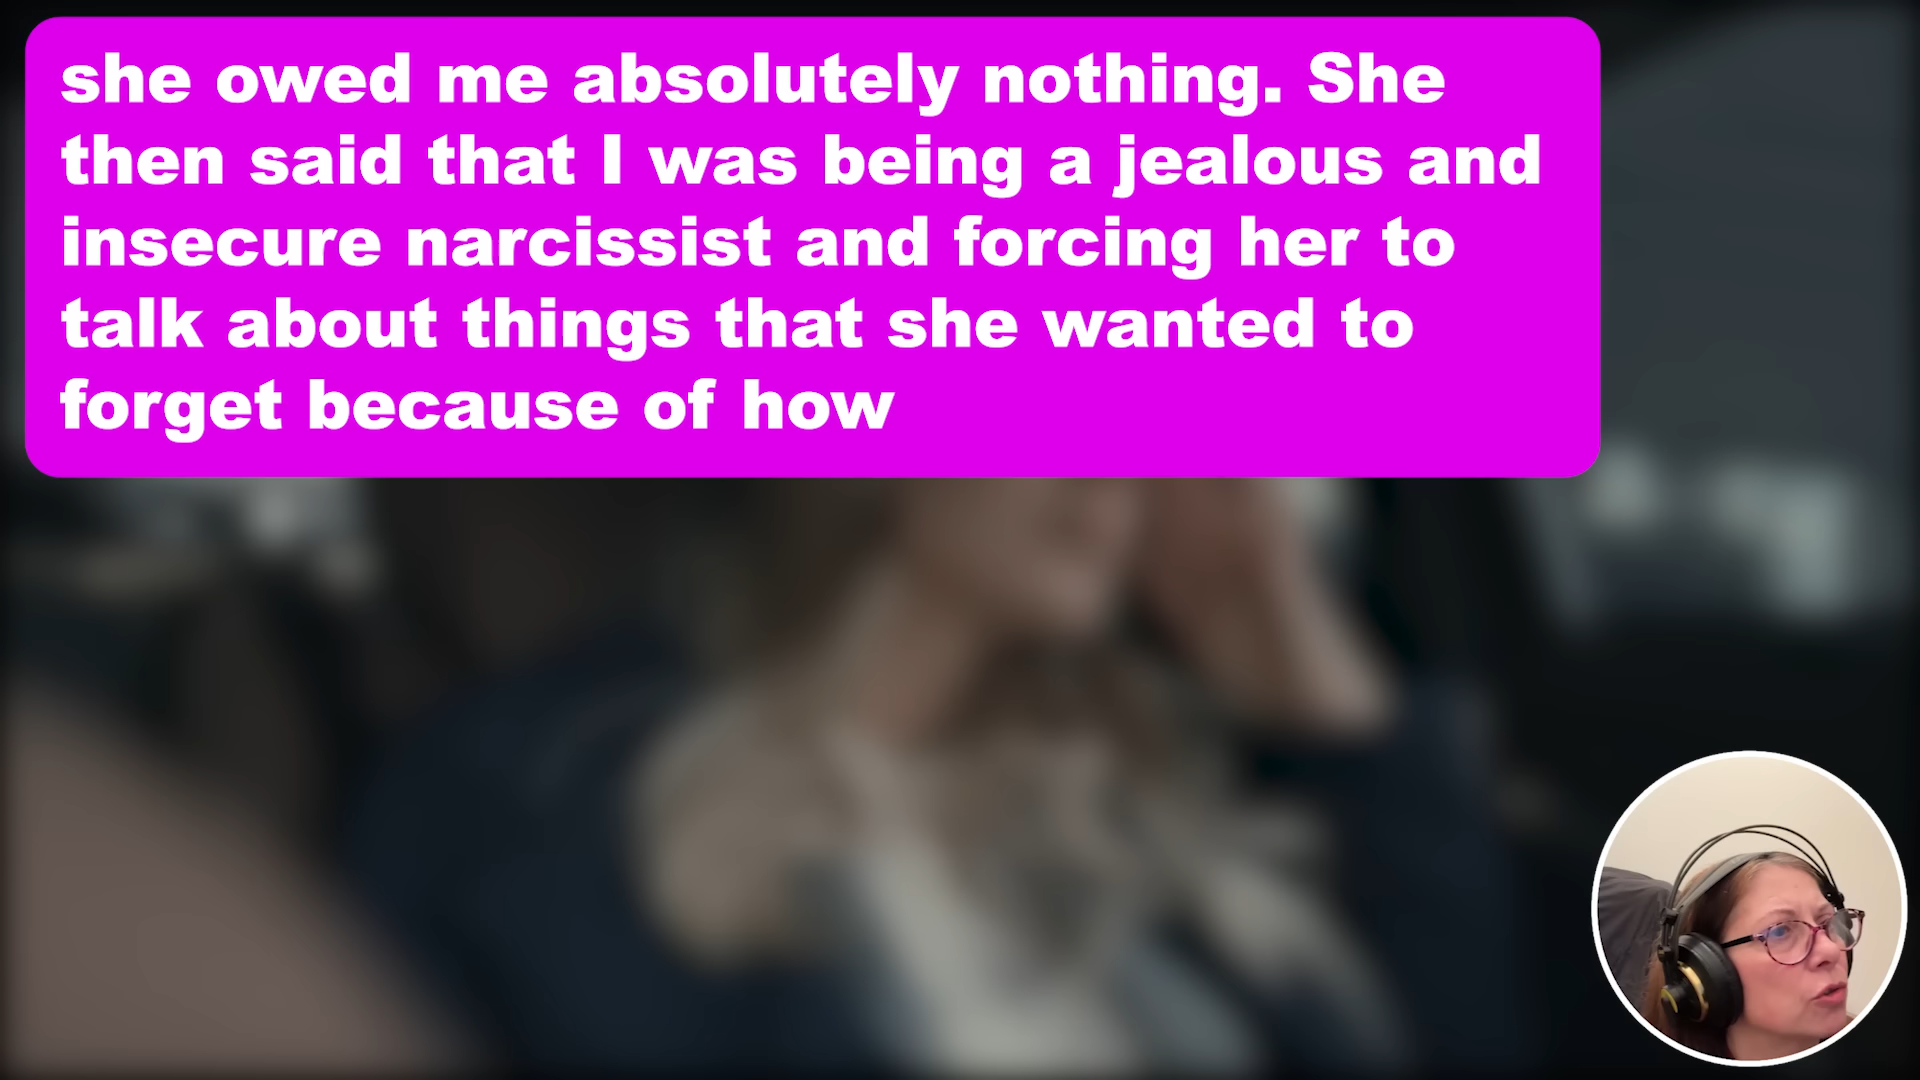 she owed me absolutely nothing. She
then said that I was being a jealous and
insecure narcissist and forcing her to
talk about things that she wanted to
forget because of how